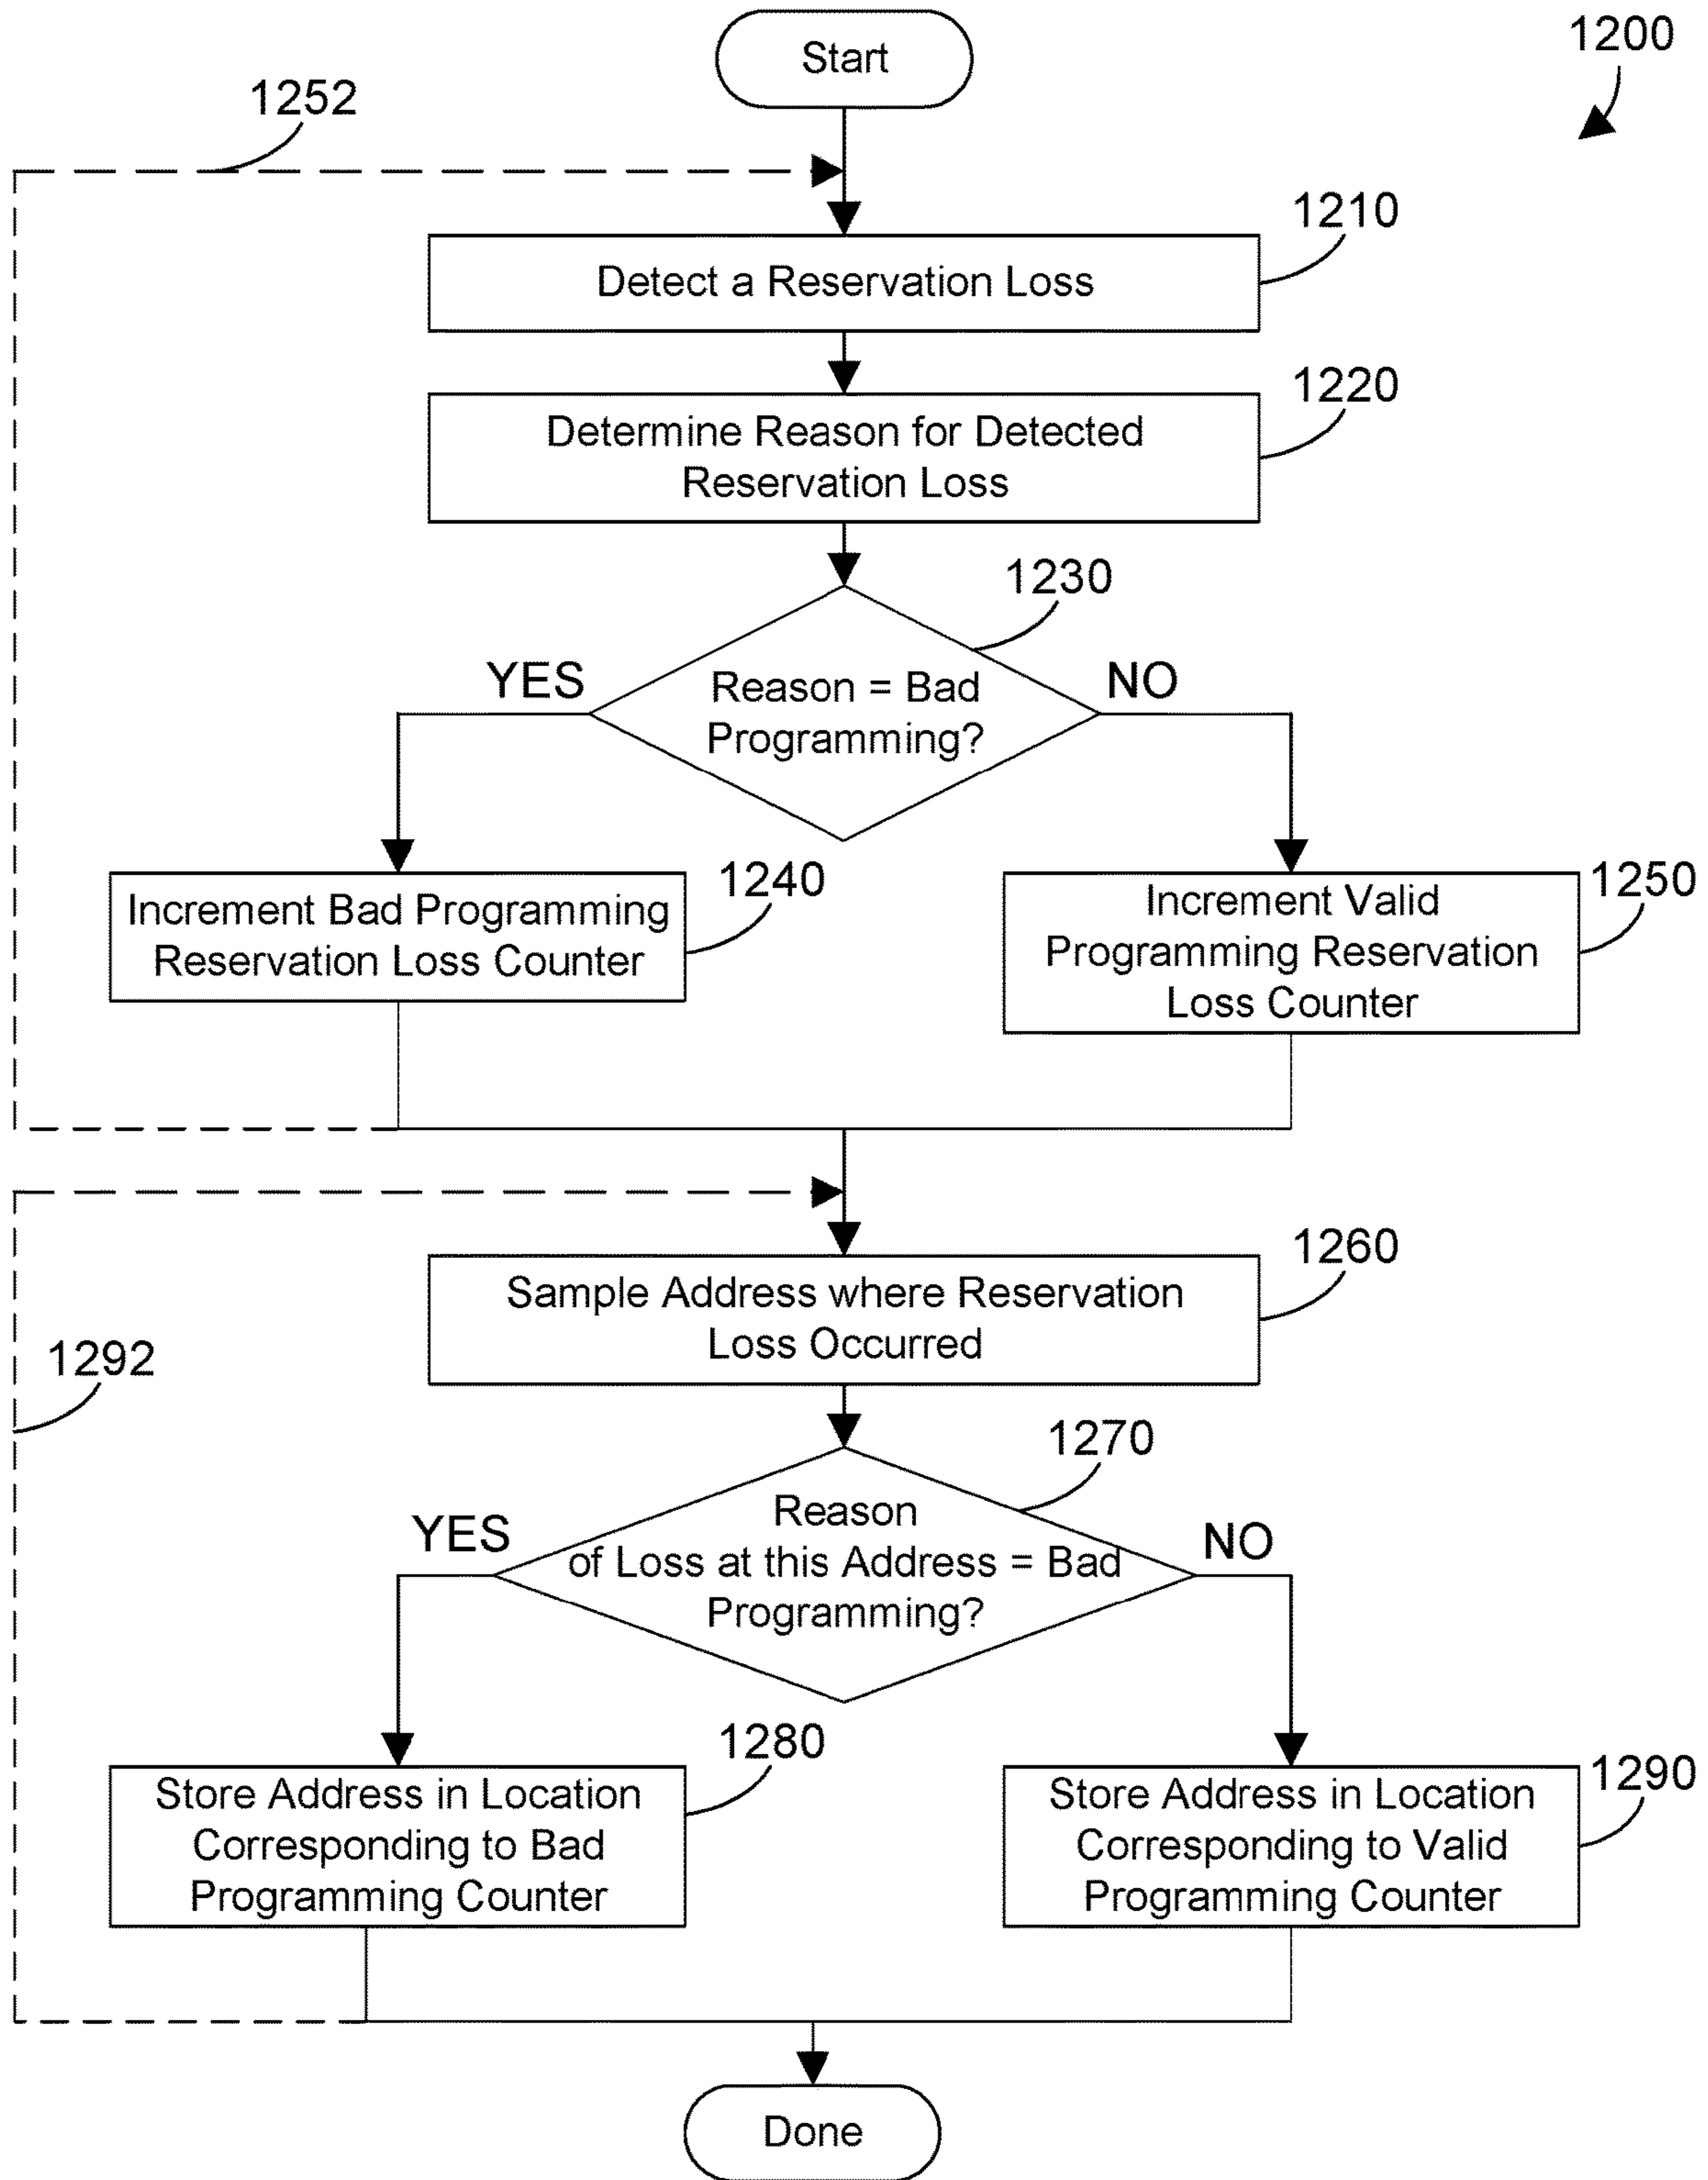 Start
1200
1252
1210
Detect a Reservation Loss
1220
Determine Reason for Detected
Reservation Loss
1230
YES
Reason = Bad
Programming?
NO
1240
Increment Bad Programming
Reservation Loss Counter
1250
Increment Valid
Programming Reservation
Loss Counter
1260
Sample Address where Reservation
Loss Occurred
1292
1270
YES
Reason
of Loss at this Address = Bad
Programming?
NO
1280
Store Address in Location
Corresponding to Bad
Programming Counter
1290
Store Address in Location
Corresponding to Valid
Programming Counter
Done